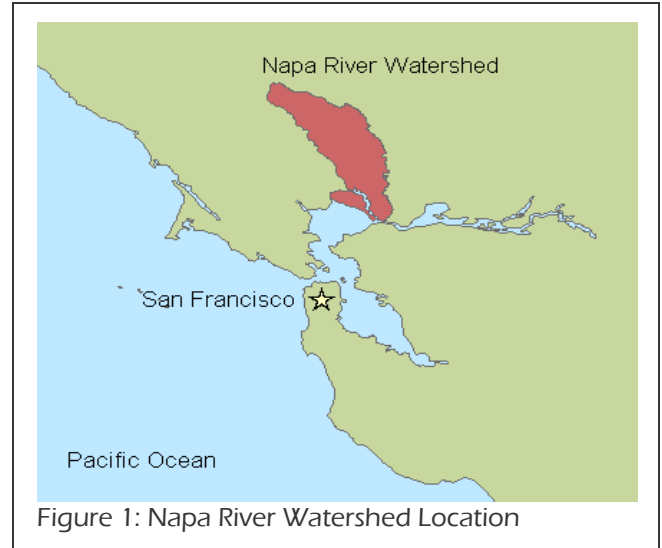 Napa River Watershed
San Francisco
Pacific Ocean
Figure 1: Napa River Watershed Location